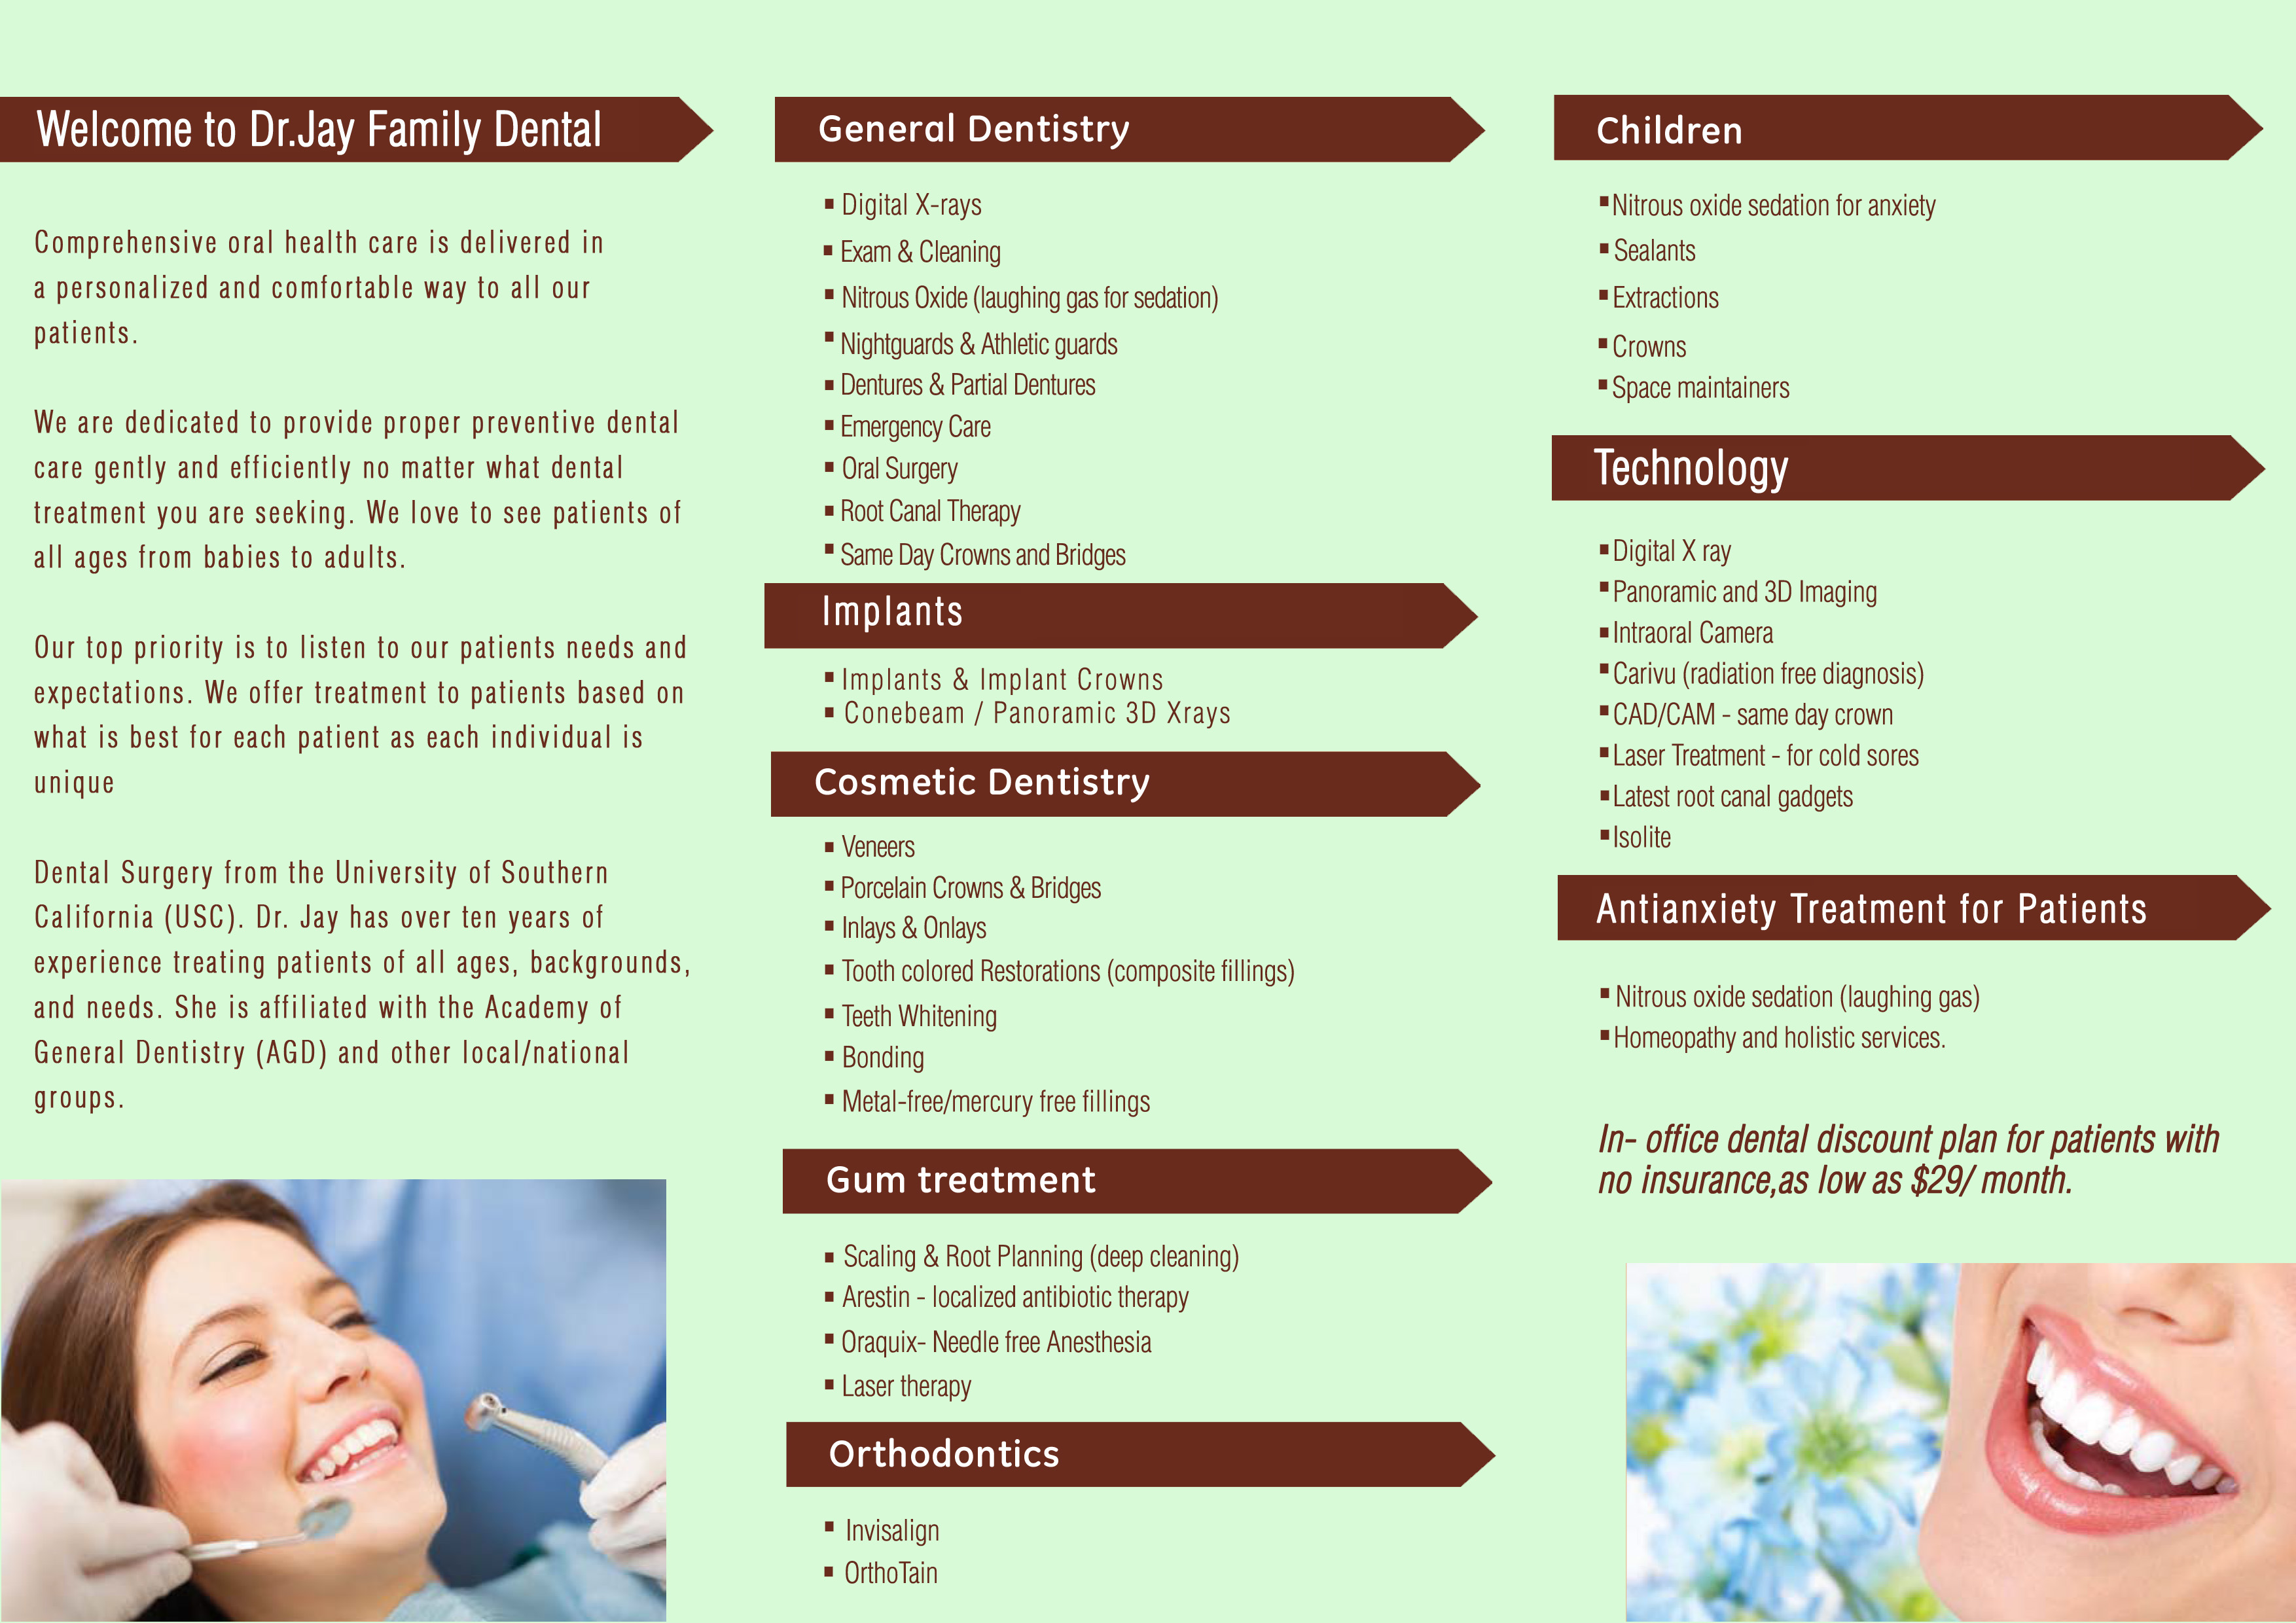 Welcome to Dr.Jay Family Dental
Comprehensive oral health care is delivered in
a personalized and comfortable way to all our
patients.
We are dedicated to provide proper preventive dental
care gently and efficiently no matter what dental
treatment you are seeking. We love to see patients of
all ages from babies to adults.
Our top priority is to listen to our patients needs and
expectations. We offer treatment to patients based on
what is best for each patient as each individual is
unique
Dental Surgery from the University of Southern
California (USC). Dr. Jay has over ten years of
experience treating patients of all ages, backgrounds,
and needs. She is affiliated with the Academy of
General Dentistry (AGD) and other local/national
groups.
General Dentistry
▪ Digital X-rays
▪ Exam & Cleaning
▪ Nitrous Oxide (laughing gas for sedation)
▪ Nightguards & Athletic guards
▪ Dentures & Partial Dentures
▪ Emergency Care
▪ Oral Surgery
▪ Root Canal Therapy
▪ Same Day Crowns and Bridges
Implants
▪ Implants & Implant Crowns
▪ Conebeam / Panoramic 3D Xrays
Cosmetic Dentistry
▪ Veneers
▪ Porcelain Crowns & Bridges
▪ Inlays & Onlays
▪ Tooth colored Restorations (composite fillings)
▪ Teeth Whitening
▪ Bonding
▪ Metal-free/mercury free fillings
Gum treatment
▪ Scaling & Root Planning (deep cleaning)
▪ Arestin - localized antibiotic therapy
▪ Oraquix- Needle free Anesthesia
▪ Laser therapy
Orthodontics
▪ Invisalign
▪ OrthoTain
Children
▪Nitrous oxide sedation for anxiety
▪Sealants
▪Extractions
▪Crowns
▪Space maintainers
Technology
▪Digital X ray
▪Panoramic and 3D Imaging
▪Intraoral Camera
▪Carivu (radiation free diagnosis)
▪CAD/CAM - same day crown
▪Laser Treatment - for cold sores
▪Latest root canal gadgets
▪Isolite
Antianxiety Treatment for Patients
▪Nitrous oxide sedation (laughing gas)
▪Homeopathy and holistic services.
In- office dental discount plan for patients with
no insurance,as low as $29/ month.